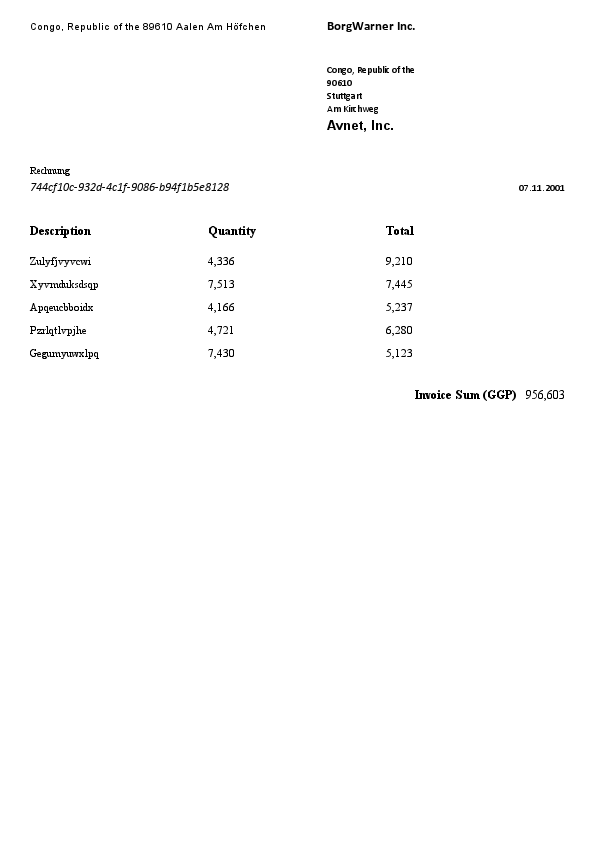 Congo, Republic of the 89610 Aalen Am Höfchen
BorgWarner Inc.
Congo, Republic of the
90610
Stuttgart
Am Kirchweg
Avnet, Inc.
Rechnung
744cf10c-932d-4c1f-9086-b94f1b5e8128
07.11.2001
Description Quantity Total
Zulyfjvyvcwi 4,336 9,210
Xyvmduksdsqp 7,513 7,445
Apqeucbboidx 4,166 5,237
Pzrlqtlvpjhe 4,721 6,280
Gegumyuwxlpq 7,430 5,123
Invoice Sum (GGP) 956,603